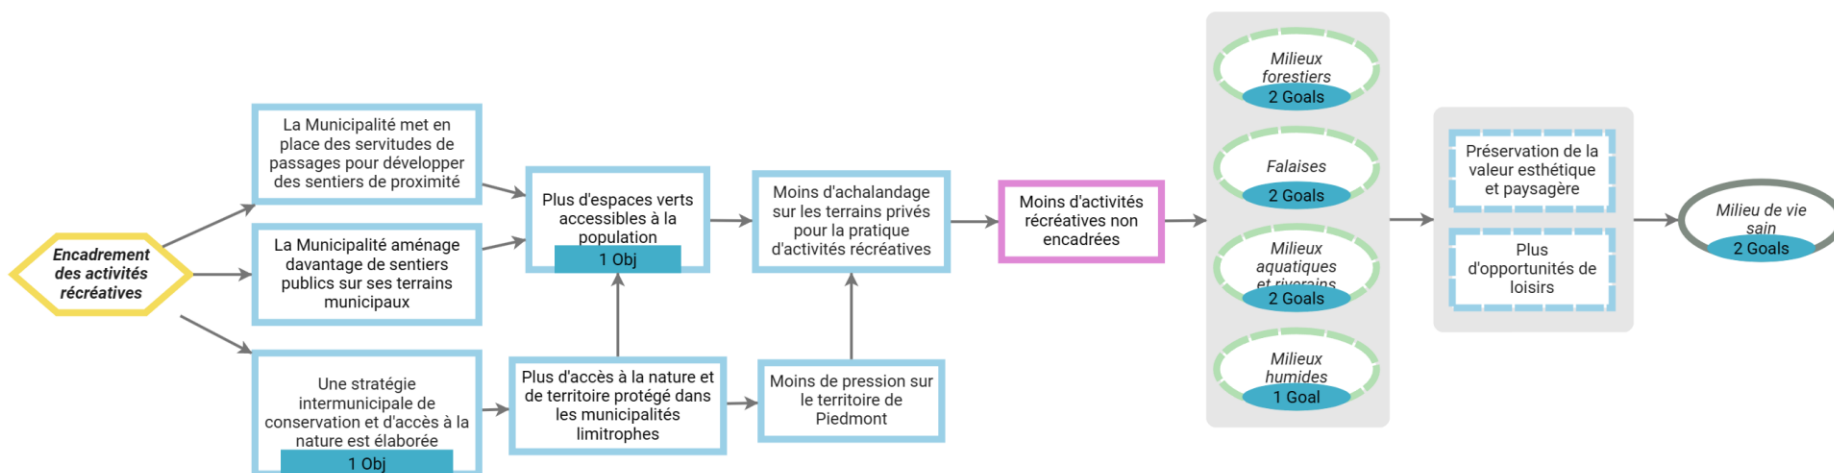 Encadrement
des activités
récréatives
La Municipalité met en
place des servitudes de
passages pour développer
des sentiers de proximité
La Municipalité aménage
davantage de sentiers
publics sur ses terrains
municipaux
Une stratégie
intermunicipale de
conservation et d'accès à la
nature est élaborée
1 Obj
Plus d'espaces verts
accessibles à la
population
1 Obj
Plus d'accès à la nature et
de territoire protégé dans
les municipalités
limitrophes
Moins d'achalandage
sur les terrains privés
pour la pratique
d'activités récréatives
Moins de pression sur
le territoire de
Piedmont
Moins d'activités
récréatives non
encadrées
Milieux
forestiers
2 Goals
Falaises
2 Goals
Milieux
aquatiques
et riverains
2 Goals
Milieux
humides
1 Goal
Préservation de la
valeur esthétique
et paysagère
Plus
d'opportunités de
loisirs
Milieu de vie
sain
2 Goals